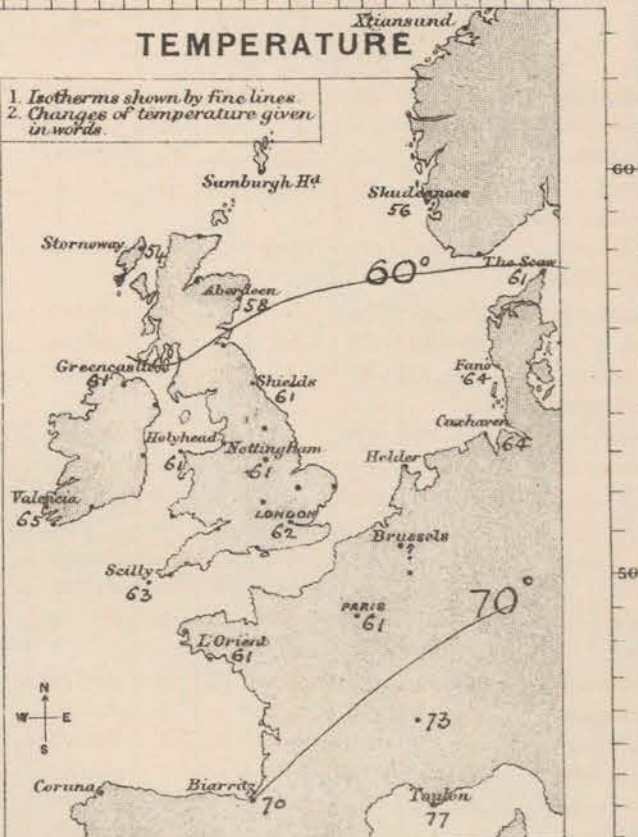 Xtiansund
TEMPERATURE
1. Isotherms shown by fine lines.
2. Changes of temperature given
in words.
60
Sumburgh Hd
Skudesnaes
56
Stornoway 54
60°
The Scaw
61
Aberdeen
58
Greencastle
61
Shields
61
Fanö
64
Cuxhaven
64
Holyhead
61
Nottingham
61
Helder
Valencia
65
LONDON
62
Brussels
?
Scilly
63
50
70°
PARIS
61
L'Orient
61
N
W E
S
73
Coruna
Biarritz
70
Toulon
77